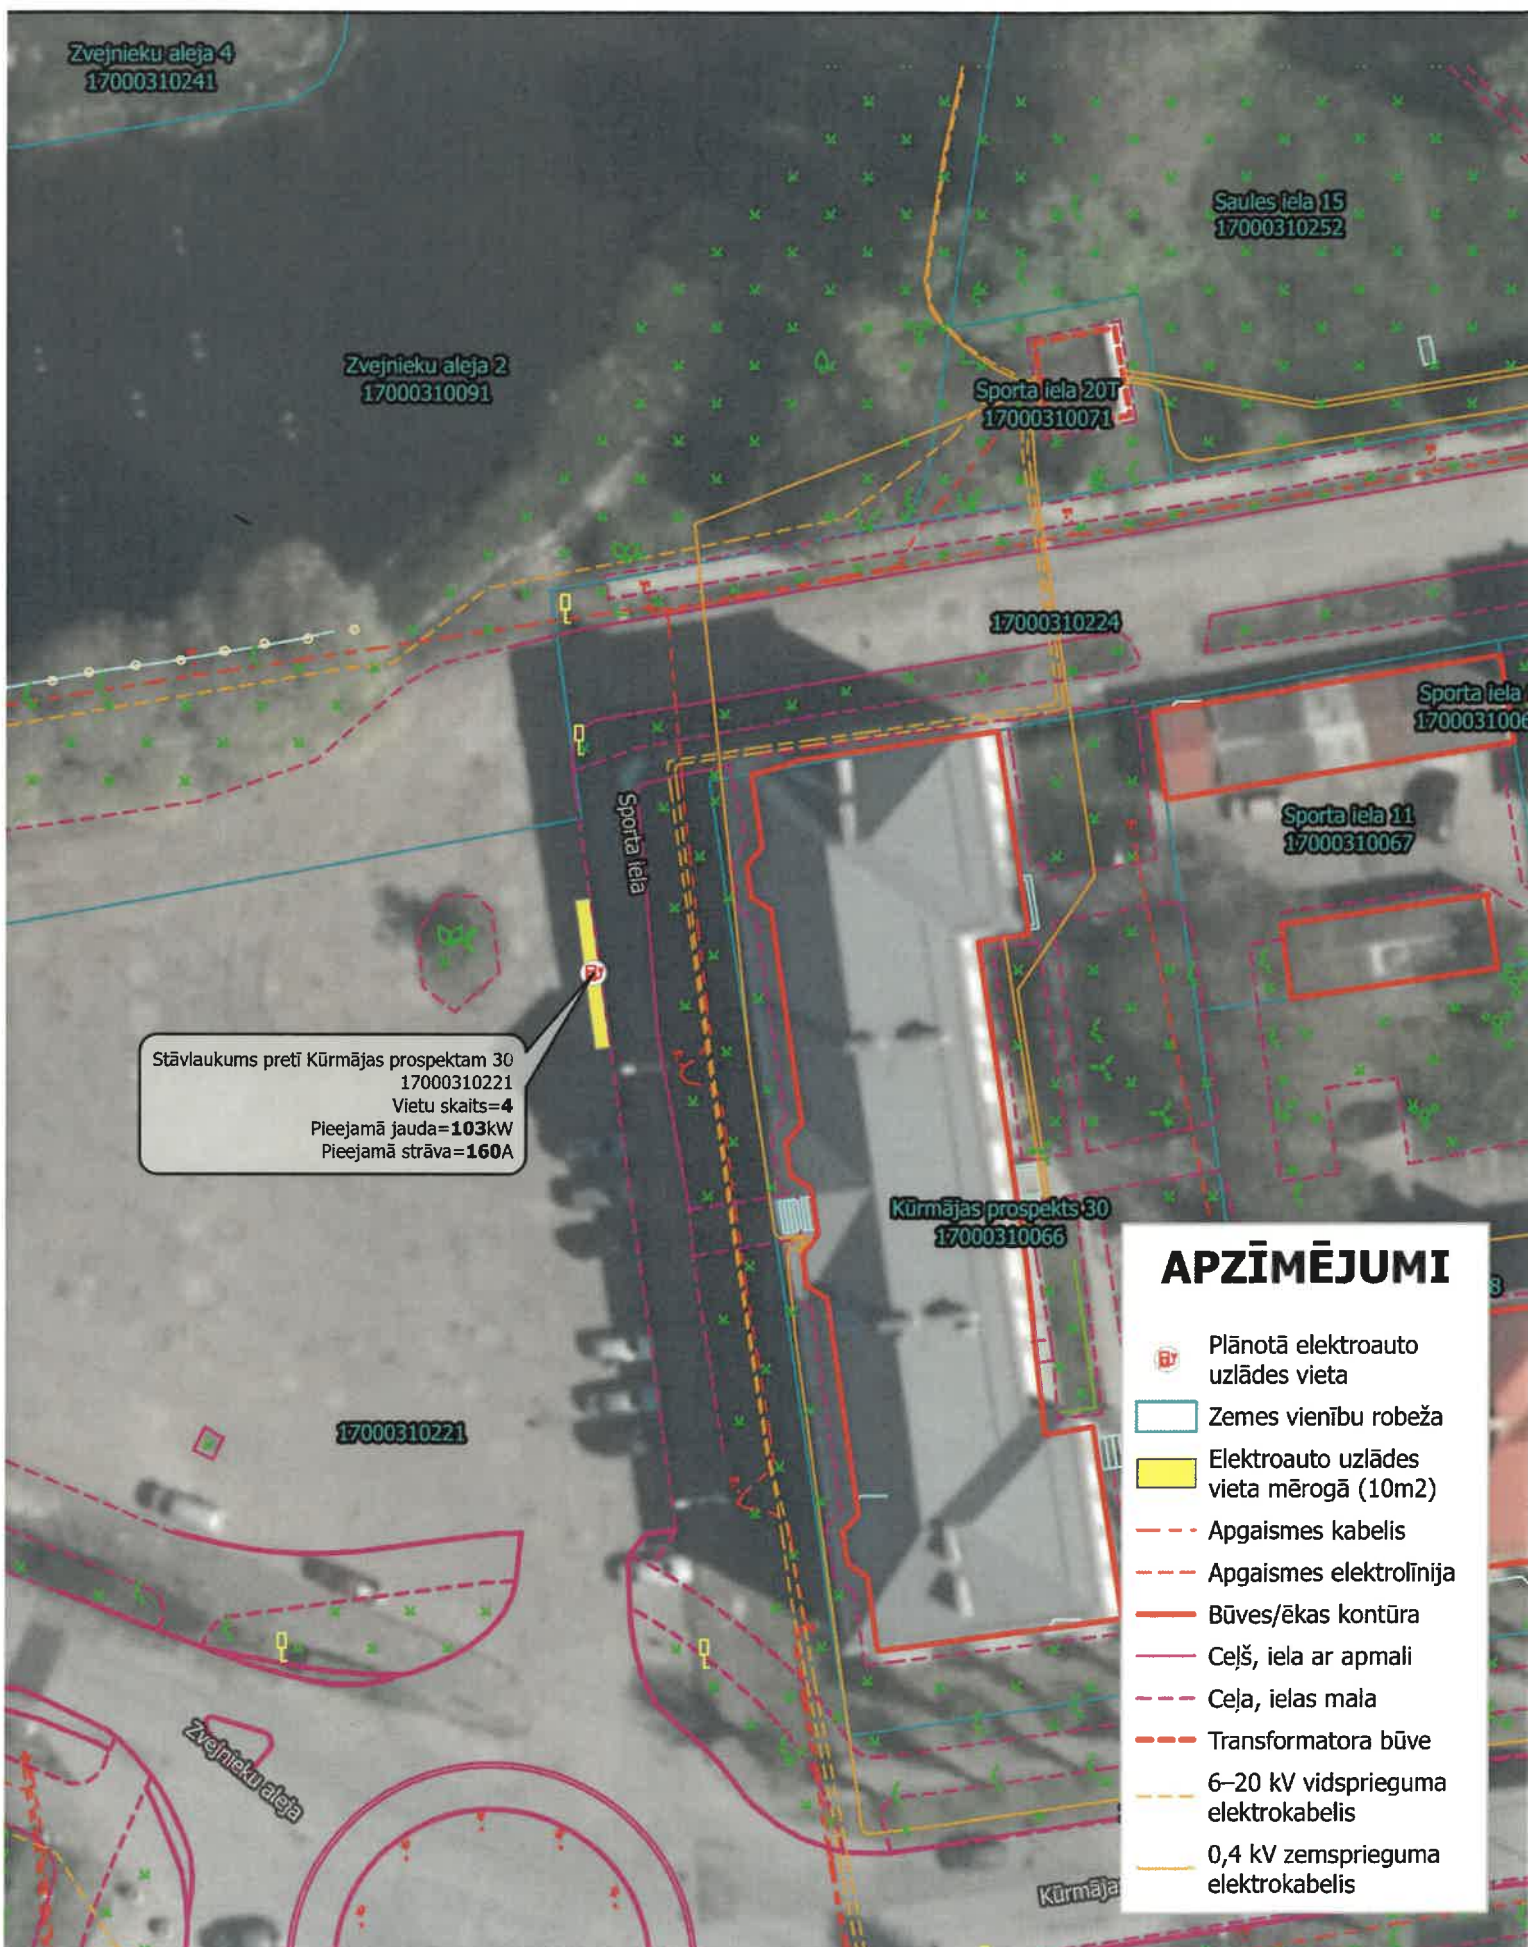 Zvejnieku aleja 4
17000310241
Saules iela 15
17000310252
Zvejnieku aleja 2
17000310091
Sporta iela 20T
17000310071
17000310224
Sporta iela
1700031006
Sporta iela
Sporta iela 11
17000310067
Stāvlaukums pretī Kūrmājas prospektam 30
17000310221
Vietu skaits=4
Pieejamā jauda=103kW
Pieejamā strāva=160A
Kūrmājas prospekts 30
17000310066
8
17000310221
Zvejnieku aleja
Kūrmāja
APZĪMĒJUMI
Plānotā elektroauto
uzlādes vieta
Zemes vienību robeža
Elektroauto uzlādes
vieta mērogā (10m2)
Apgaismes kabelis
Apgaismes elektrolīnija
Būves/ēkas kontūra
Ceļš, iela ar apmali
Ceļa, ielas mala
Transformatora būve
6–20 kV vidsprieguma
elektrokabelis
0,4 kV zemsprieguma
elektrokabelis